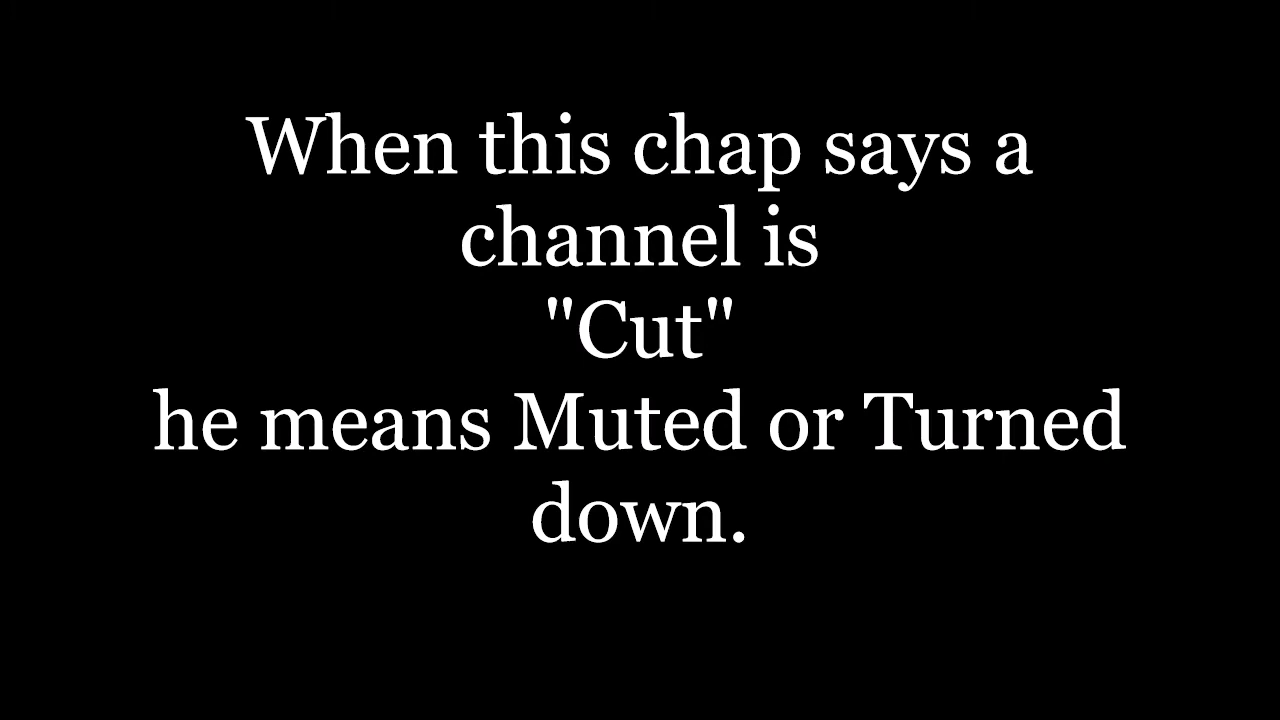 When this chap says a
channel is
"Cut"
he means Muted or Turned
down.